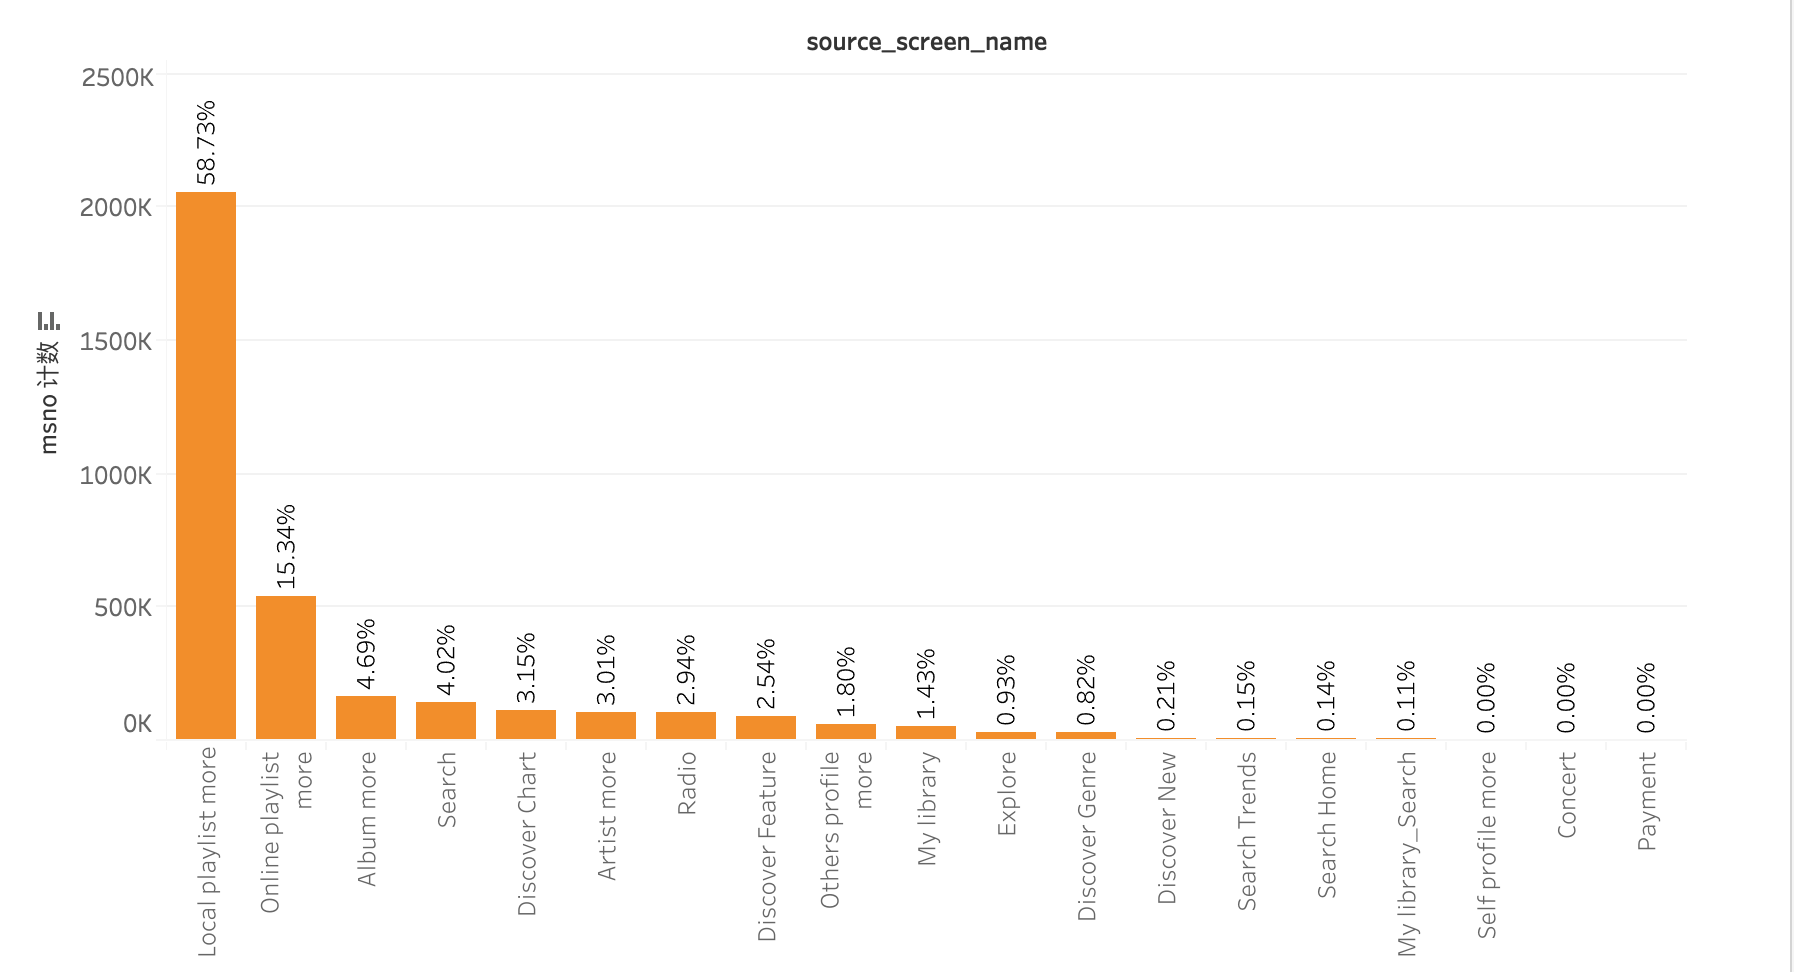 source_screen_name
2500K
2000K
1500K
1000K
500K
0K
msno 计数
58.73%
15.34%
4.69%
4.02%
3.15%
3.01%
2.94%
2.54%
1.80%
1.43%
0.93%
0.82%
0.21%
0.15%
0.14%
0.11%
0.00%
0.00%
0.00%
Local playlist more
Online playlist
more
Album more
Search
Discover Chart
Artist more
Radio
Discover Feature
Others profile
more
My library
Explore
Discover Genre
Discover New
Search Trends
Search Home
My library_Search
Self profile more
Concert
Payment